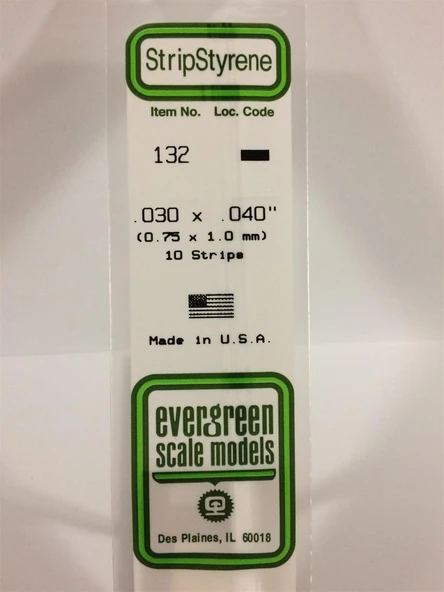 StripStyrene
Item No. Loc. Code
132
.030 x .040"
(0.75 x 1.0 mm)
10 Strips
Made in U.S.A.
evergreen
scale models
Des Plaines, IL 60018